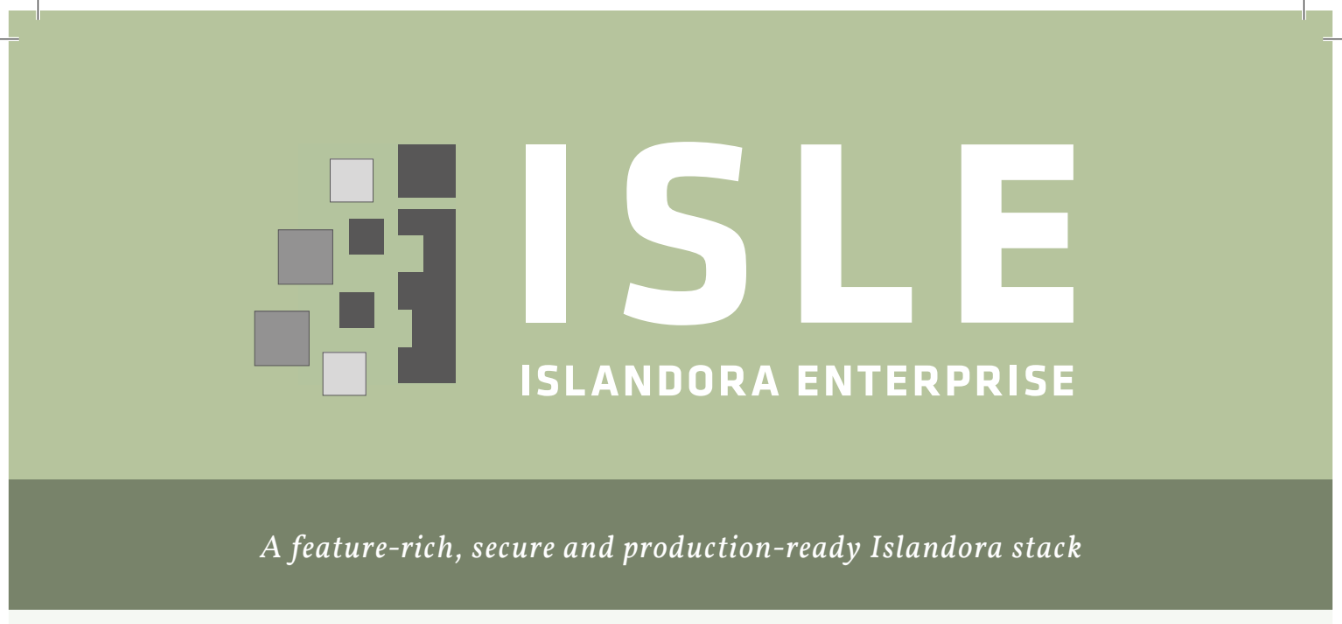 ISLE
ISLANDORA ENTERPRISE
A feature-rich, secure and production-ready Islandora stack